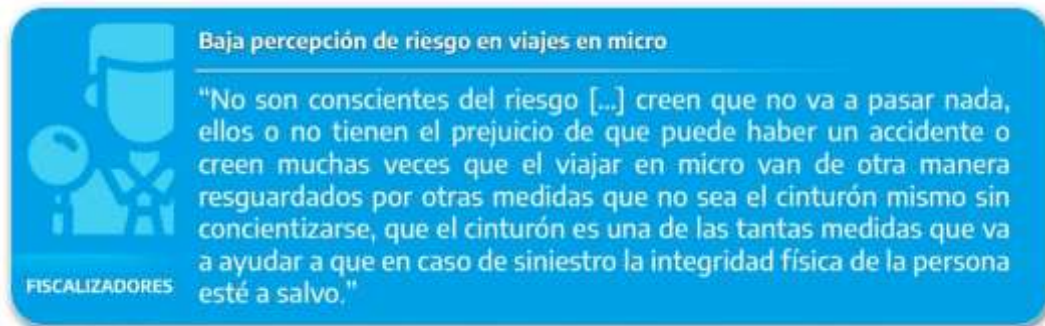 Baja percepción de riesgo en viajes en micro
“No son conscientes del riesgo [...] creen que no va a pasar nada,
ellos o no tienen el prejuicio de que puede haber un accidente o
creen muchas veces que el viajar en micro van de otra manera
resguardados por otras medidas que no sea el cinturón mismo sin
concientizarse, que el cinturón es una de las tantas medidas que va
a ayudar a que en caso de siniestro la integridad física de la persona
esté a salvo.”
FISCALIZADORES